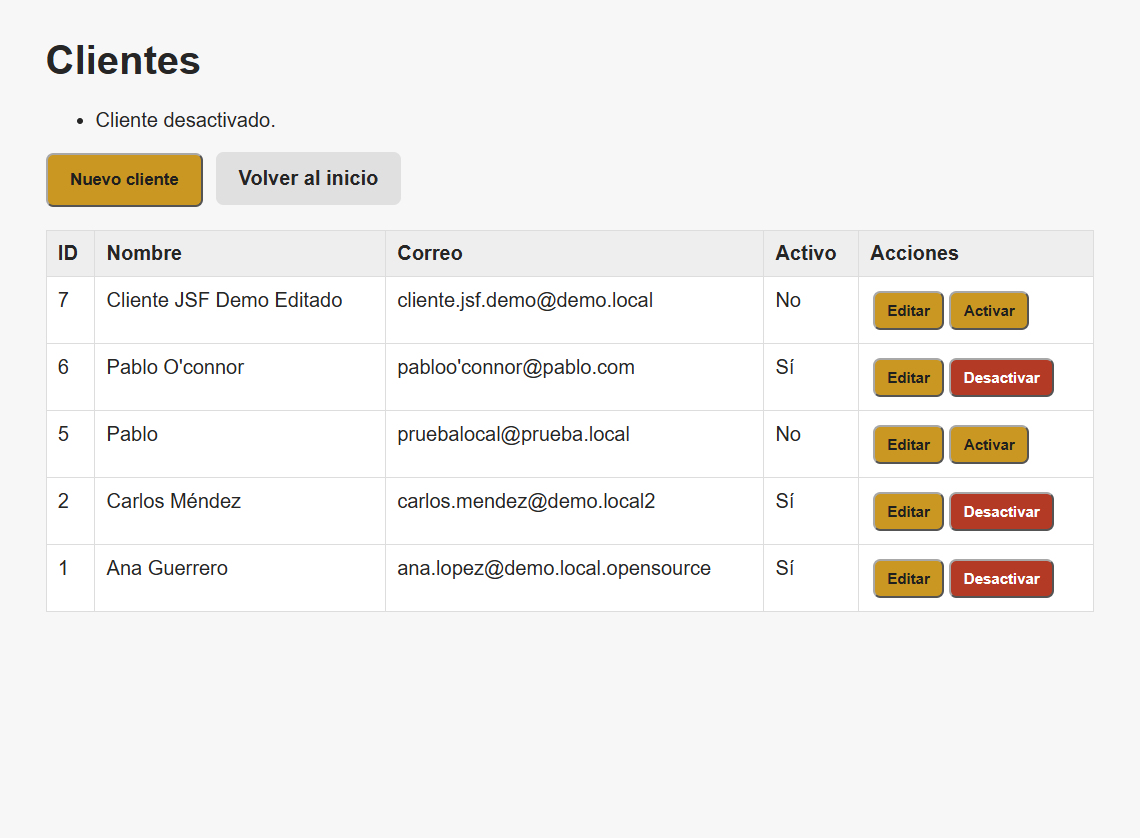 Clientes
• Cliente desactivado.
Nuevo cliente Volver al inicio
ID Nombre Correo Activo Acciones
7 Cliente JSF Demo Editado cliente.jsf.demo@demo.local No Editar Activar
6 Pablo O'connor pabloo'connor@pablo.com Sí Editar Desactivar
5 Pablo pruebalocal@prueba.local No Editar Activar
2 Carlos Méndez carlos.mendez@demo.local2 Sí Editar Desactivar
1 Ana Guerrero ana.lopez@demo.local.opensource Sí Editar Desactivar